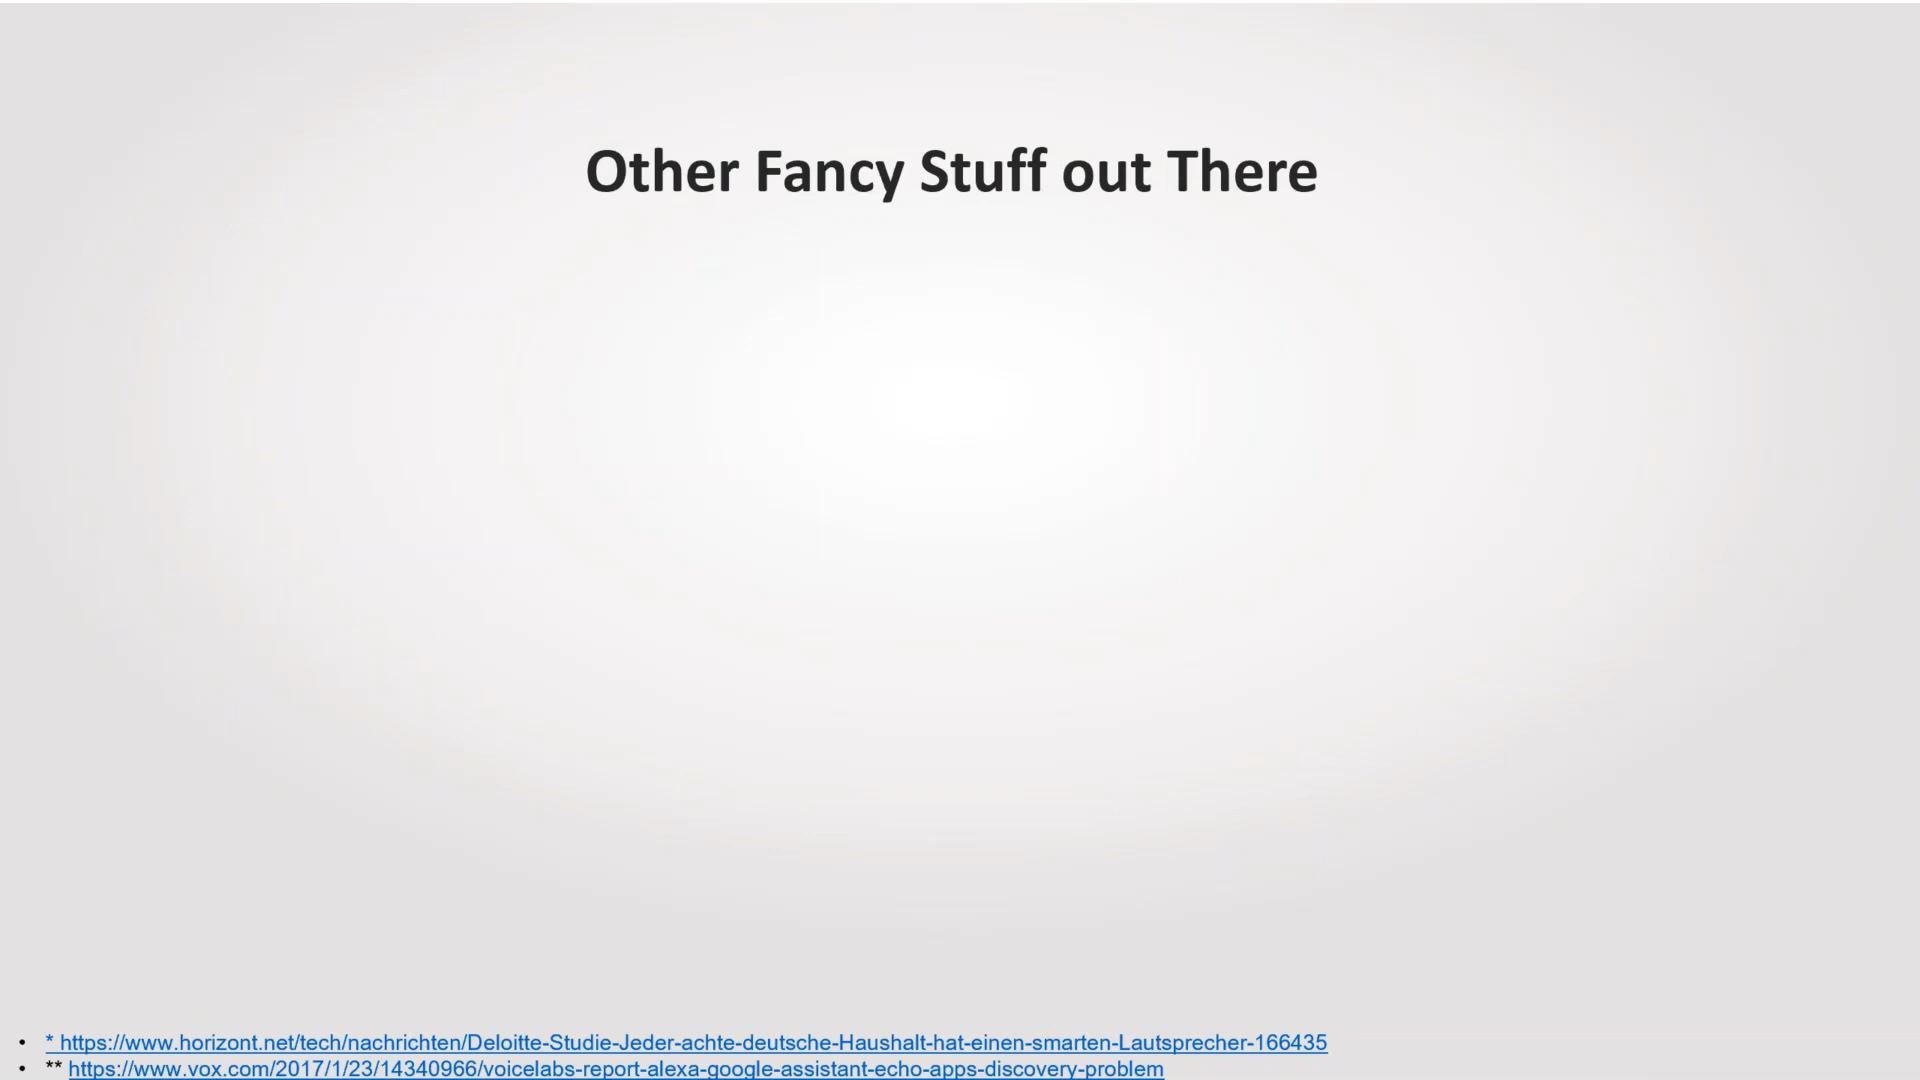 Other Fancy Stuff out There
• * https://www.horizont.net/tech/nachrichten/Deloitte-Studie-Jeder-achte-deutsche-Haushalt-hat-einen-smarten-Lautsprecher-166435
• ** https://www.vox.com/2017/1/23/14340966/voicelabs-report-alexa-google-assistant-echo-apps-discovery-problem